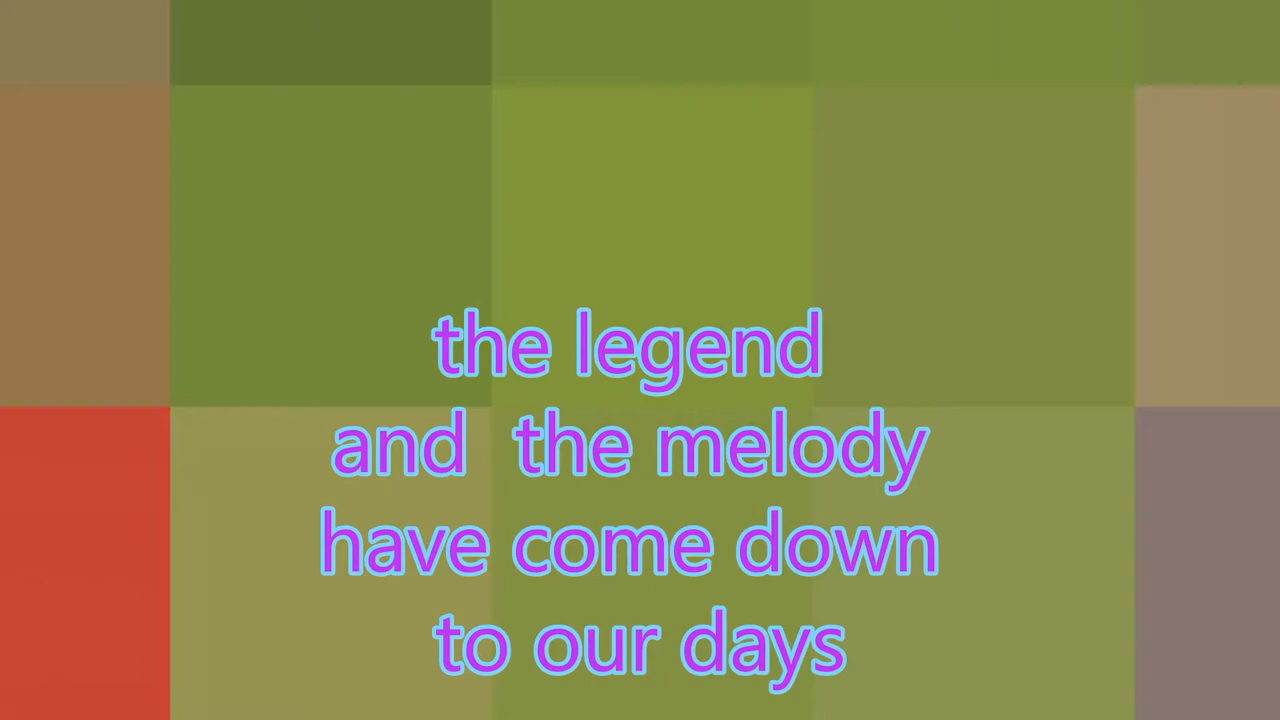 the legend
and  the melody
have come down
to our days